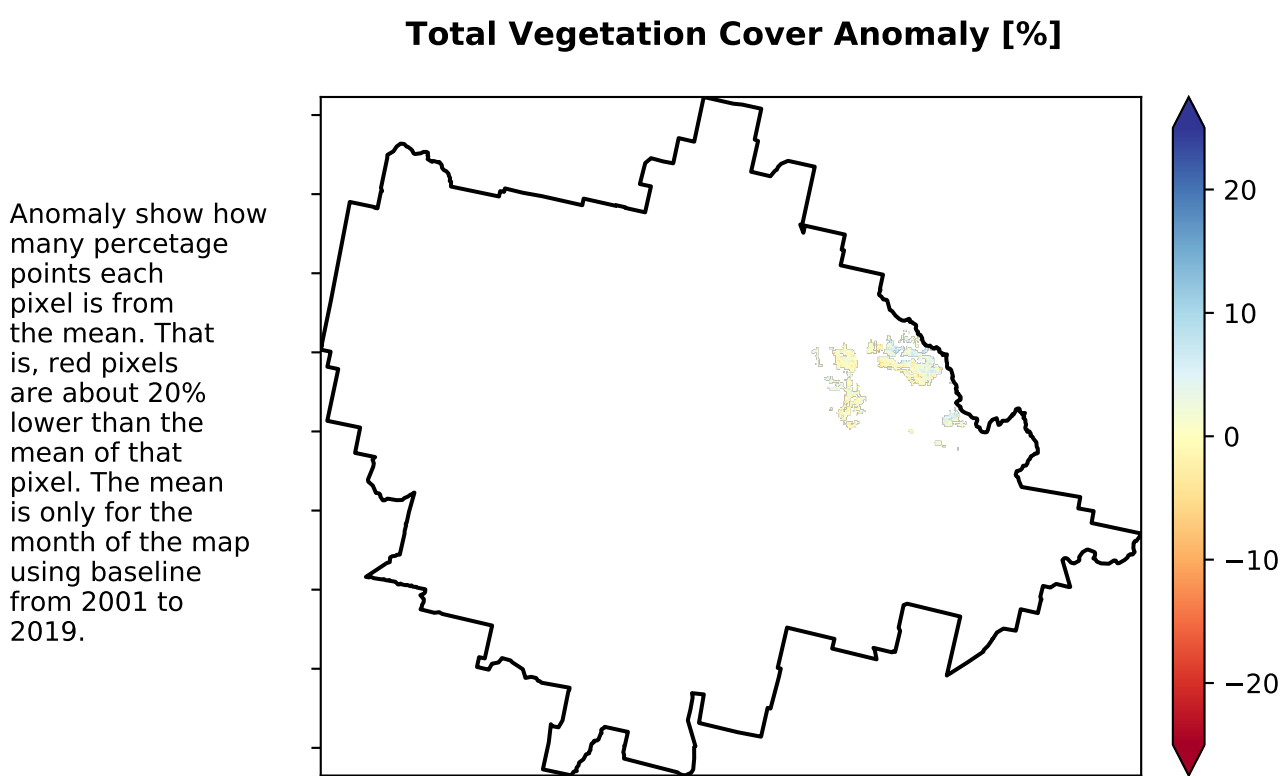 Total Vegetation Cover Anomaly [%]
Anomaly show how
many percetage
points each
pixel is from
the mean. That
is, red pixels
are about 20%
lower than the
mean of that
pixel. The mean
is only for the
month of the map
using baseline
from 2001 to
2019.
20
10
0
−10
−20